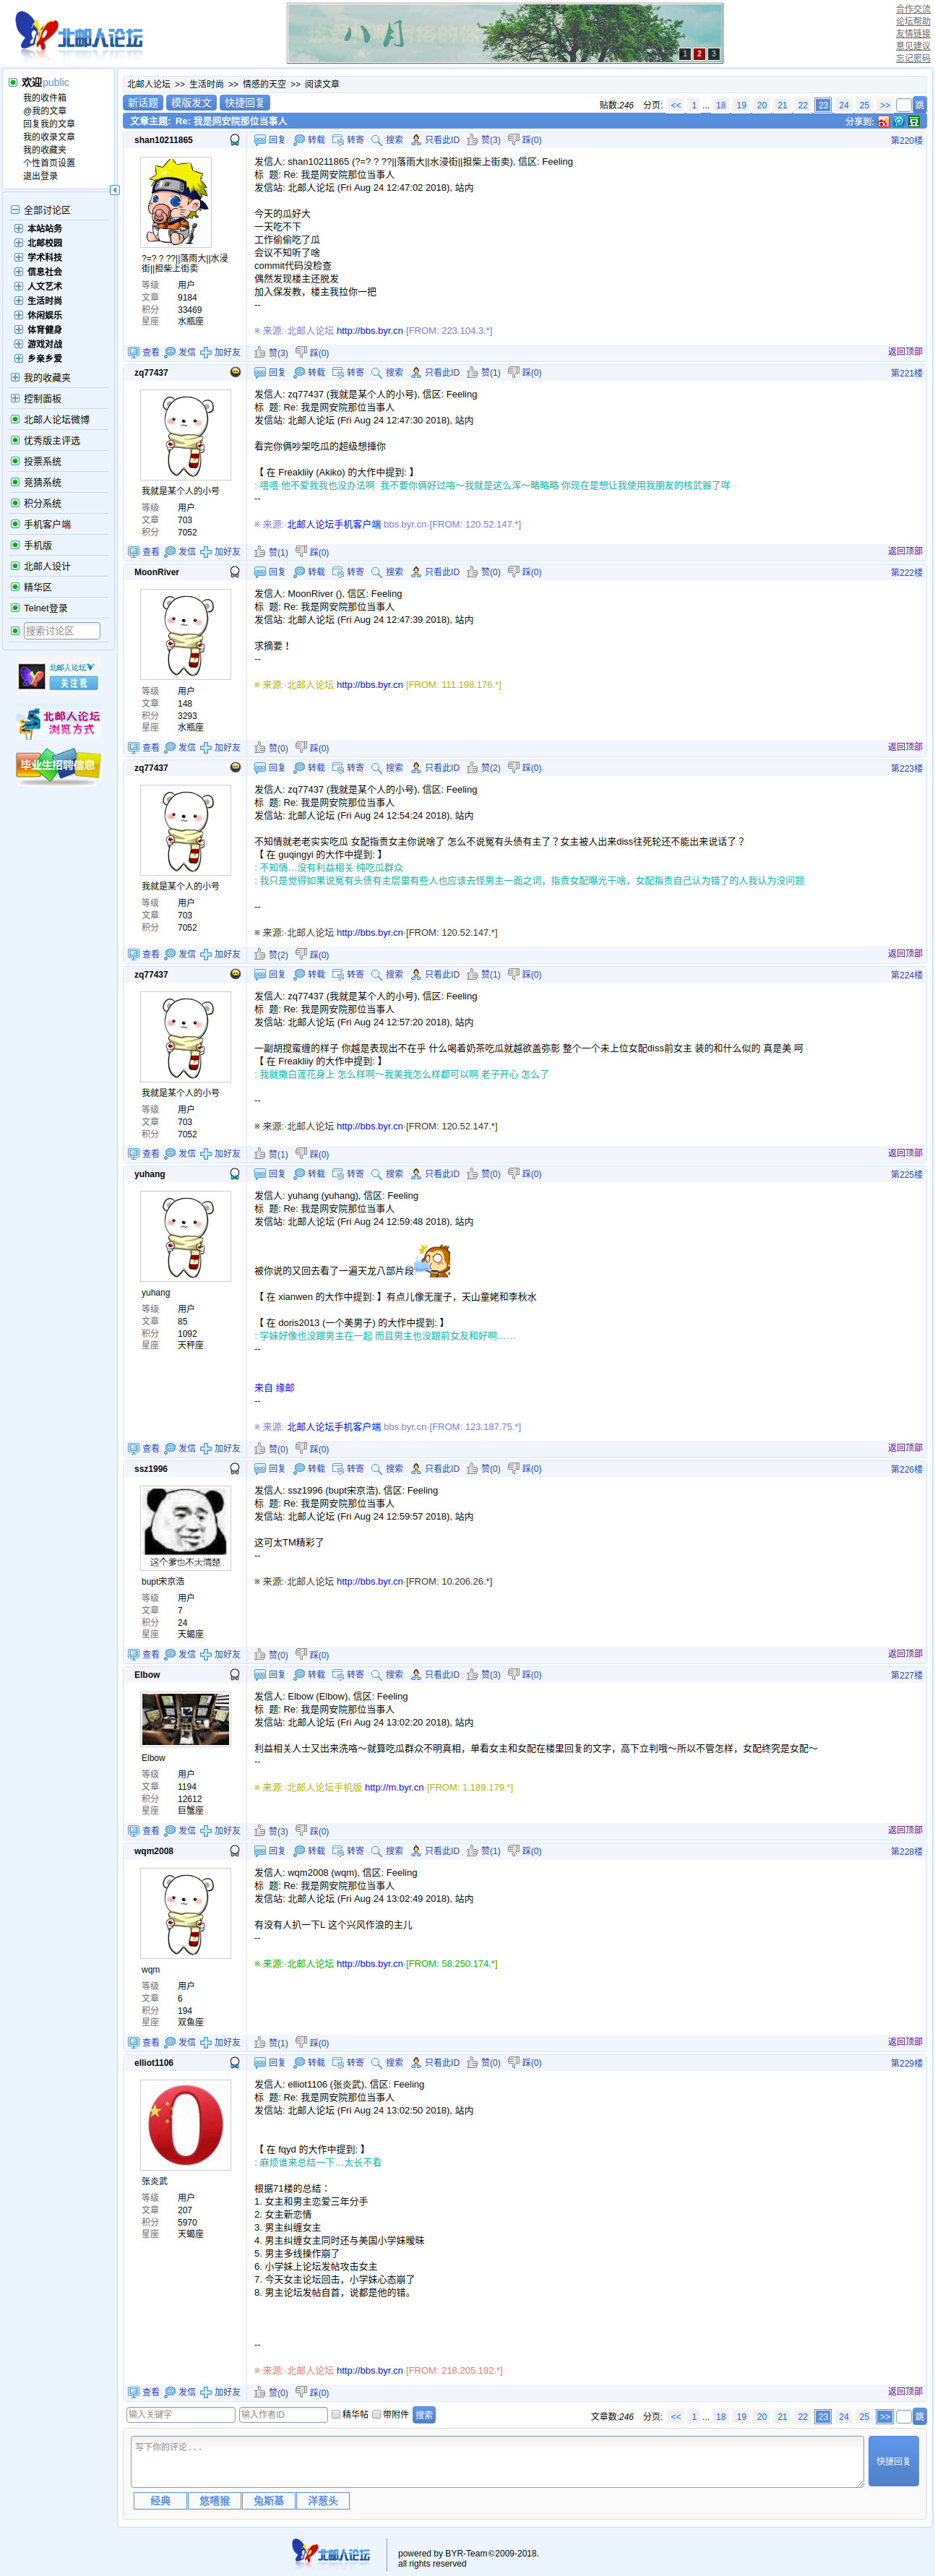 北邮人论坛
八月
1 2 3
合作交流
论坛帮助
友情链接
意见建议
忘记密码
欢迎public
我的收件箱
@我的文章
回复我的文章
我的收录文章
我的收藏夹
个性首页设置
退出登录
全部讨论区
本站站务
北邮校园
学术科技
信息社会
人文艺术
生活时尚
休闲娱乐
体育健身
游戏对战
乡亲乡爱
我的收藏夹
控制面板
北邮人论坛微博
优秀版主评选
投票系统
竞猜系统
积分系统
手机客户端
手机版
北邮人设计
精华区
Telnet登录
搜索讨论区
北邮人论坛
关注我
北邮人论坛
浏览方式
毕业生招聘信息
北邮人论坛 >> 生活时尚 >> 情感的天空 >> 阅读文章
新话题 模版发文 快捷回复
贴数:246 分页: << 1 ... 18 19 20 21 22 23 24 25 >> 跳
文章主题: Re: 我是网安院那位当事人
分享到:
shan10211865
回复 转载 转寄 搜索 只看此ID 赞(3) 踩(0)
第220楼
?=? ? ??||落雨大||水浸街||担柴上街卖
等级 用户
文章 9184
积分 33469
星座 水瓶座
发信人: shan10211865 (?=? ? ??||落雨大||水浸街||担柴上街卖), 信区: Feeling
标 题: Re: 我是网安院那位当事人
发信站: 北邮人论坛 (Fri Aug 24 12:47:02 2018), 站内
今天的瓜好大
一天吃不下
工作偷偷吃了瓜
会议不知听了啥
commit代码没检查
偶然发现楼主还脱发
加入保发教，楼主我拉你一把
--
※ 来源:·北邮人论坛 http://bbs.byr.cn·[FROM: 223.104.3.*]
查看 发信 加好友 赞(3) 踩(0)
返回顶部
zq77437
回复 转载 转寄 搜索 只看此ID 赞(1) 踩(0)
第221楼
我就是某个人的小号
等级 用户
文章 703
积分 7052
发信人: zq77437 (我就是某个人的小号), 信区: Feeling
标 题: Re: 我是网安院那位当事人
发信站: 北邮人论坛 (Fri Aug 24 12:47:30 2018), 站内
看完你俩吵架吃瓜的超级想捶你
【 在 Freakliiy (Akiko) 的大作中提到: 】
: 嘻嘻 他不爱我我也没办法啊 我不要你俩好过咯～我就是这么浑～略略略 你现在是想让我使用我朋友的核武器了咩
--
※ 来源:·北邮人论坛手机客户端 bbs.byr.cn·[FROM: 120.52.147.*]
查看 发信 加好友 赞(1) 踩(0)
返回顶部
MoonRiver
回复 转载 转寄 搜索 只看此ID 赞(0) 踩(0)
第222楼
等级 用户
文章 148
积分 3293
星座 水瓶座
发信人: MoonRiver (), 信区: Feeling
标 题: Re: 我是网安院那位当事人
发信站: 北邮人论坛 (Fri Aug 24 12:47:39 2018), 站内
求摘要！
--
※ 来源:·北邮人论坛 http://bbs.byr.cn·[FROM: 111.198.176.*]
查看 发信 加好友 赞(0) 踩(0)
返回顶部
zq77437
回复 转载 转寄 搜索 只看此ID 赞(2) 踩(0)
第223楼
我就是某个人的小号
等级 用户
文章 703
积分 7052
发信人: zq77437 (我就是某个人的小号), 信区: Feeling
标 题: Re: 我是网安院那位当事人
发信站: 北邮人论坛 (Fri Aug 24 12:54:24 2018), 站内
不知情就老老实实吃瓜 女配指责女主你说啥了 怎么不说冤有头债有主了？女主被人出来diss往死轮还不能出来说话了？
【 在 guqingyi 的大作中提到: 】
: 不知情…没有利益相关 纯吃瓜群众
: 我只是觉得如果说冤有头债有主层里有些人也应该去怪男主一面之词，指责女配曝光干啥，女配指责自己认为错了的人我认为没问题
--
※ 来源:·北邮人论坛 http://bbs.byr.cn·[FROM: 120.52.147.*]
查看 发信 加好友 赞(2) 踩(0)
返回顶部
zq77437
回复 转载 转寄 搜索 只看此ID 赞(1) 踩(0)
第224楼
我就是某个人的小号
等级 用户
文章 703
积分 7052
发信人: zq77437 (我就是某个人的小号), 信区: Feeling
标 题: Re: 我是网安院那位当事人
发信站: 北邮人论坛 (Fri Aug 24 12:57:20 2018), 站内
一副胡搅蛮缠的样子 你越是表现出不在乎 什么喝着奶茶吃瓜就越欲盖弥彰 整个一个未上位女配diss前女主 装的和什么似的 真是美 呵
【 在 Freakliiy 的大作中提到: 】
: 我就撒白莲花身上 怎么样啊～我美我怎么样都可以啊 老子开心 怎么了
--
※ 来源:·北邮人论坛 http://bbs.byr.cn·[FROM: 120.52.147.*]
查看 发信 加好友 赞(1) 踩(0)
返回顶部
yuhang
回复 转载 转寄 搜索 只看此ID 赞(0) 踩(0)
第225楼
yuhang
等级 用户
文章 85
积分 1092
星座 天秤座
发信人: yuhang (yuhang), 信区: Feeling
标 题: Re: 我是网安院那位当事人
发信站: 北邮人论坛 (Fri Aug 24 12:59:48 2018), 站内
被你说的又回去看了一遍天龙八部片段
【 在 xianwen 的大作中提到: 】有点儿像无崖子，天山童姥和李秋水
【 在 doris2013 (一个美男子) 的大作中提到: 】
: 学妹好像也没跟男主在一起 而且男主也没跟前女友和好啊……
--
来自 缘邮
--
※ 来源:·北邮人论坛手机客户端 bbs.byr.cn·[FROM: 123.187.75.*]
查看 发信 加好友 赞(0) 踩(0)
返回顶部
ssz1996
回复 转载 转寄 搜索 只看此ID 赞(0) 踩(0)
第226楼
这个爹也不大清楚
bupt宋京浩
等级 用户
文章 7
积分 24
星座 天蝎座
发信人: ssz1996 (bupt宋京浩), 信区: Feeling
标 题: Re: 我是网安院那位当事人
发信站: 北邮人论坛 (Fri Aug 24 12:59:57 2018), 站内
这可太TM精彩了
--
※ 来源:·北邮人论坛 http://bbs.byr.cn·[FROM: 10.206.26.*]
查看 发信 加好友 赞(0) 踩(0)
返回顶部
Elbow
回复 转载 转寄 搜索 只看此ID 赞(3) 踩(0)
第227楼
Elbow
等级 用户
文章 1194
积分 12612
星座 巨蟹座
发信人: Elbow (Elbow), 信区: Feeling
标 题: Re: 我是网安院那位当事人
发信站: 北邮人论坛 (Fri Aug 24 13:02:20 2018), 站内
利益相关人士又出来洗咯～就算吃瓜群众不明真相，单看女主和女配在楼里回复的文字，高下立判哦～所以不管怎样，女配终究是女配～
--
※ 来源:·北邮人论坛手机版 http://m.byr.cn·[FROM: 1.189.179.*]
查看 发信 加好友 赞(3) 踩(0)
返回顶部
wqm2008
回复 转载 转寄 搜索 只看此ID 赞(1) 踩(0)
第228楼
wqm
等级 用户
文章 6
积分 194
星座 双鱼座
发信人: wqm2008 (wqm), 信区: Feeling
标 题: Re: 我是网安院那位当事人
发信站: 北邮人论坛 (Fri Aug 24 13:02:49 2018), 站内
有没有人扒一下L 这个兴风作浪的主儿
--
※ 来源:·北邮人论坛 http://bbs.byr.cn·[FROM: 58.250.174.*]
查看 发信 加好友 赞(1) 踩(0)
返回顶部
elliot1106
回复 转载 转寄 搜索 只看此ID 赞(0) 踩(0)
第229楼
张炎武
等级 用户
文章 207
积分 5970
星座 天蝎座
发信人: elliot1106 (张炎武), 信区: Feeling
标 题: Re: 我是网安院那位当事人
发信站: 北邮人论坛 (Fri Aug 24 13:02:50 2018), 站内
【 在 fqyd 的大作中提到: 】
: 麻烦谁来总结一下…太长不看
根据71楼的总结：
1. 女主和男主恋爱三年分手
2. 女主新恋情
3. 男主纠缠女主
4. 男主纠缠女主同时还与美国小学妹暧昧
5. 男主多线操作崩了
6. 小学妹上论坛发帖攻击女主
7. 今天女主论坛回击，小学妹心态崩了
8. 男主论坛发帖自首，说都是他的错。
--
※ 来源:·北邮人论坛 http://bbs.byr.cn·[FROM: 218.205.192.*]
查看 发信 加好友 赞(0) 踩(0)
返回顶部
输入关键字 输入作者ID 精华帖 带附件 搜索
文章数:246 分页: << 1 ... 18 19 20 21 22 23 24 25 >> 跳
写下你的评论...
快捷回复
经典 悠嘻猴 兔斯基 洋葱头
北邮人论坛
powered by BYR-Team©2009-2018.
all rights reserved